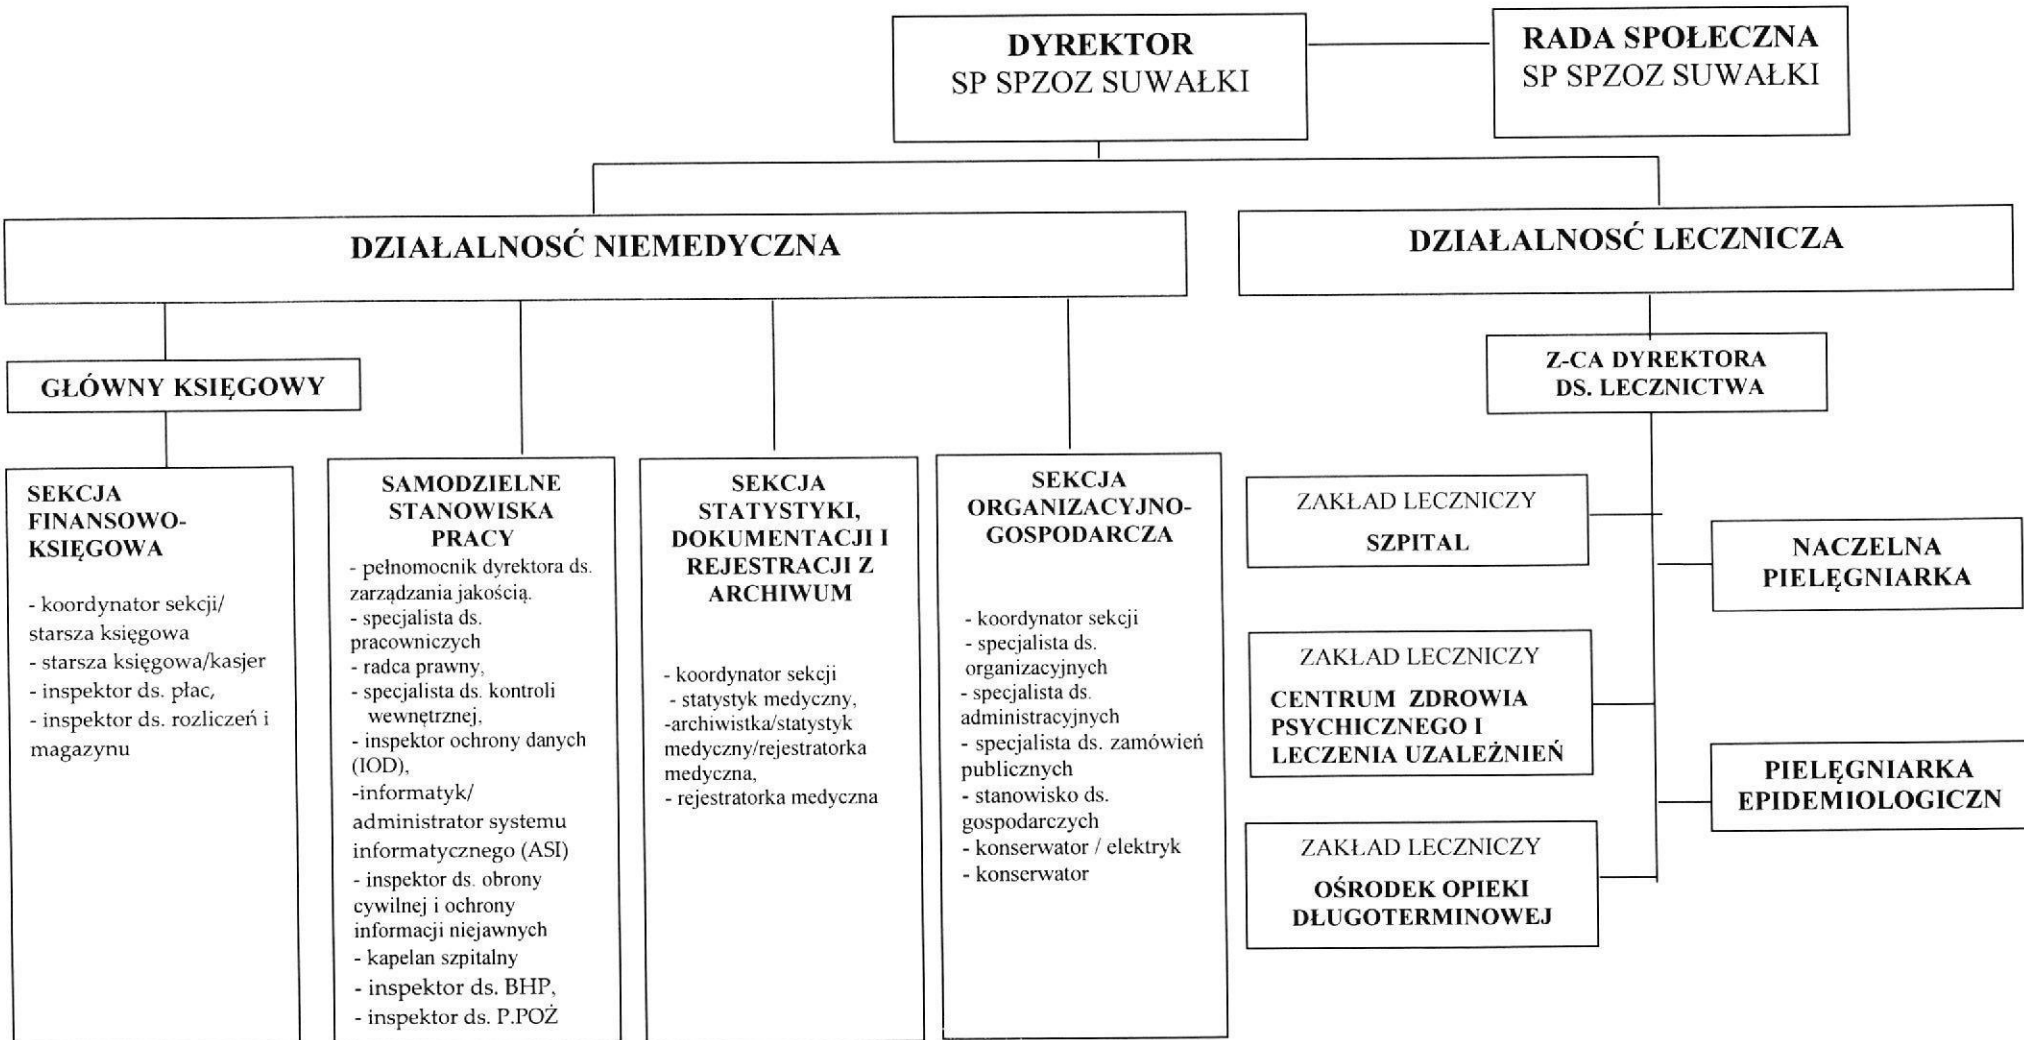 DYREKTOR
SP SPZOZ SUWAŁKI
RADA SPOŁECZNA
SP SPZOZ SUWAŁKI
DZIAŁALNOSĆ NIEMEDYCZNA
DZIAŁALNOSĆ LECZNICZA
GŁÓWNY KSIĘGOWY
Z-CA DYREKTORA
DS. LECZNICTWA
SEKCJA
FINANSOWO-
KSIĘGOWA
- koordynator sekcji/
starsza księgowa
- starsza księgowa/kasjer
- inspektor ds. płac,
- inspektor ds. rozliczeń i
magazynu
SAMODZIELNE
STANOWISKA
PRACY
- pełnomocnik dyrektora ds.
zarządzania jakością.
- specjalista ds.
pracowniczych
- radca prawny,
- specjalista ds. kontroli
wewnętrznej,
- inspektor ochrony danych
(IOD),
-informatyk/
administrator systemu
informatycznego (ASI)
- inspektor ds. obrony
cywilnej i ochrony
informacji niejawnych
- kapelan szpitalny
- inspektor ds. BHP,
- inspektor ds. P.POŻ
SEKCJA
STATYSTYKI,
DOKUMENTACJI I
REJESTRACJI Z
ARCHIWUM
- koordynator sekcji
- statystyk medyczny,
-archiwistka/statystyk
medyczny/rejestratorka
medyczna,
- rejestratorka medyczna
SEKCJA
ORGANIZACYJNO-
GOSPODARCZA
- koordynator sekcji
- specjalista ds.
organizacyjnych
- specjalista ds.
administracyjnych
- specjalista ds. zamówień
publicznych
- stanowisko ds.
gospodarczych
- konserwator / elektryk
- konserwator
ZAKŁAD LECZNICZY
SZPITAL
ZAKŁAD LECZNICZY
CENTRUM ZDROWIA
PSYCHICZNEGO I
LECZENIA UZALEŻNIEŃ
ZAKŁAD LECZNICZY
OŚRODEK OPIEKI
DŁUGOTERMINOWEJ
NACZELNA
PIELĘGNIARKA
PIELĘGNIARKA
EPIDEMIOLOGICZN